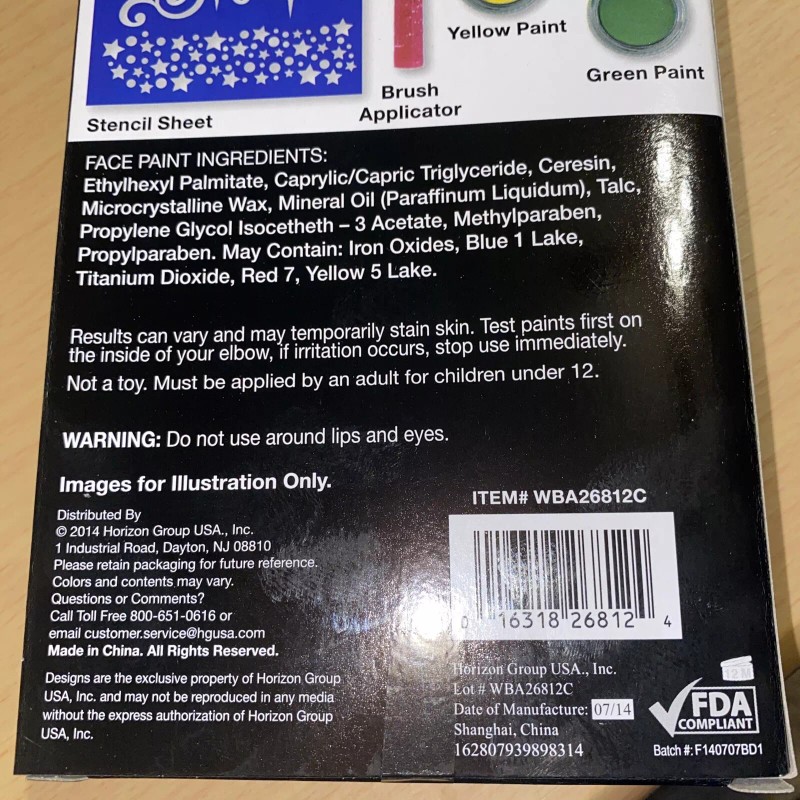 Yellow Paint
Green Paint
Brush
Applicator
Stencil Sheet
FACE PAINT INGREDIENTS:
Ethylhexyl Palmitate, Caprylic/Capric Triglyceride, Ceresin,
Microcrystalline Wax, Mineral Oil (Paraffinum Liquidum), Talc,
Propylene Glycol Isocetheth – 3 Acetate, Methylparaben,
Propylparaben. May Contain: Iron Oxides, Blue 1 Lake,
Titanium Dioxide, Red 7, Yellow 5 Lake.
Results can vary and may temporarily stain skin. Test paints first on
the inside of your elbow, if irritation occurs, stop use immediately.
Not a toy. Must be applied by an adult for children under 12.
WARNING: Do not use around lips and eyes.
Images for Illustration Only.
Distributed By
© 2014 Horizon Group USA., Inc.
1 Industrial Road, Dayton, NJ 08810
Please retain packaging for future reference.
Colors and contents may vary.
Questions or Comments?
Call Toll Free 800-651-0616 or
email customer.service@hgusa.com
Made in China. All Rights Reserved.
Designs are the exclusive property of Horizon Group
USA, Inc. and may not be reproduced in any media
without the express authorization of Horizon Group
USA, Inc.
ITEM# WBA26812C
0 16318 26812 4
Horizon Group USA., Inc.
Lot # WBA26812C
Date of Manufacture: 07/14
Shanghai, China
162807939898314
12 M
FDA
COMPLIANT
Batch #: F140707BD1